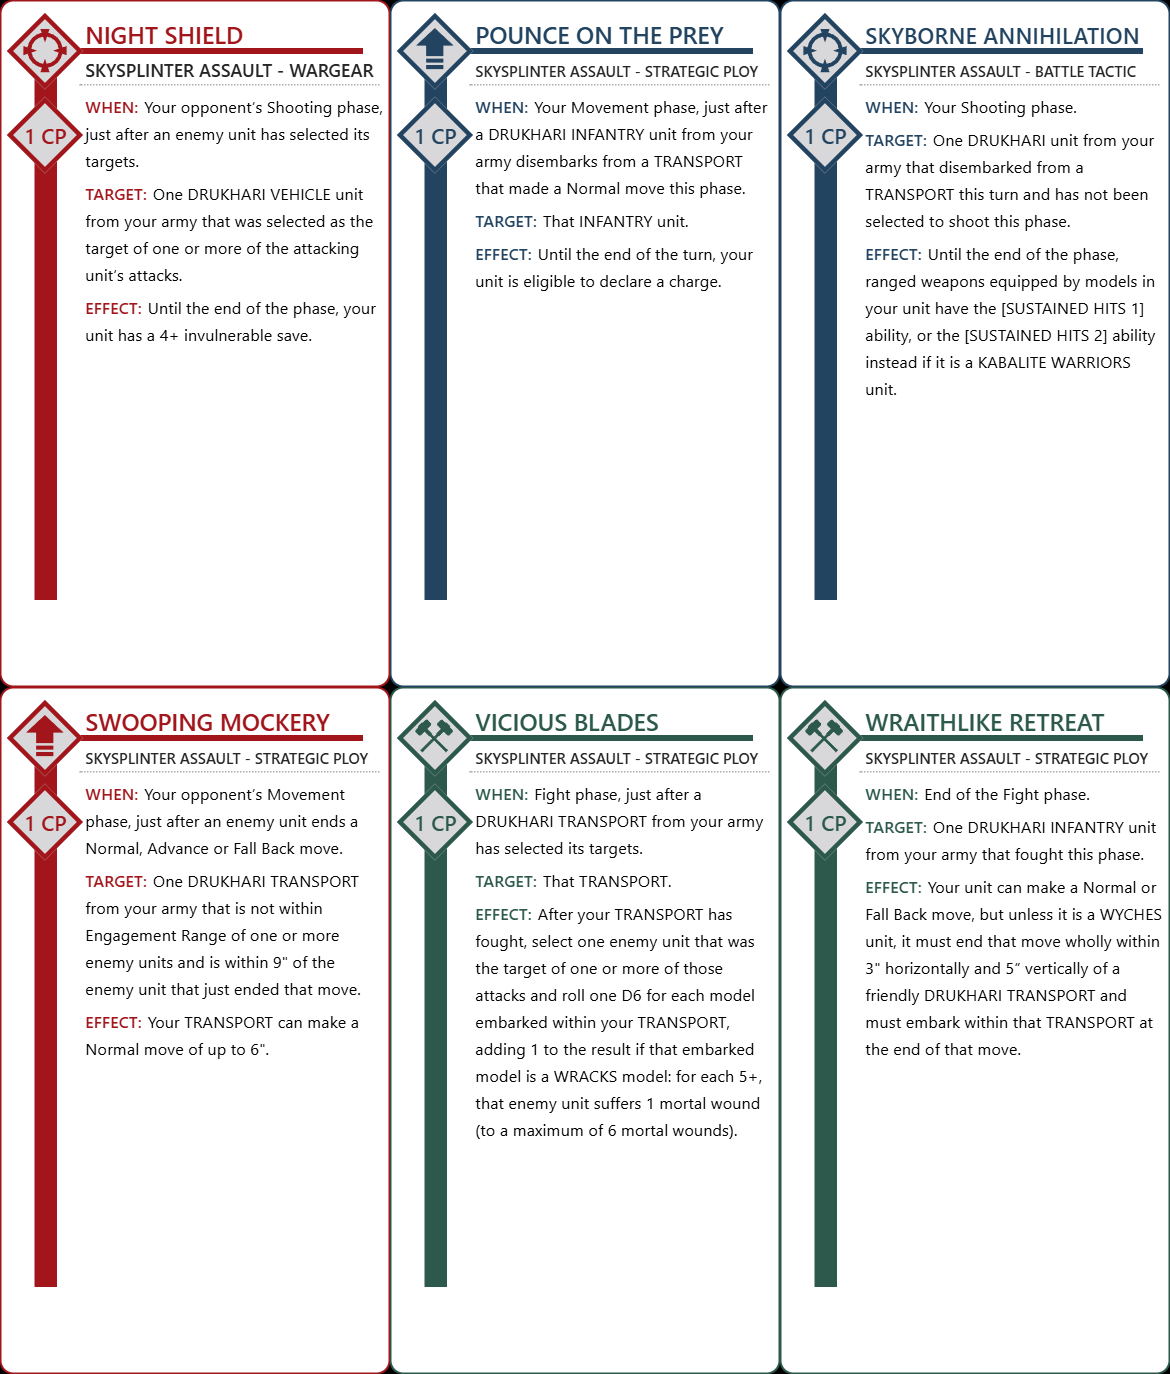 NIGHT SHIELD
SKYSPLINTER ASSAULT - WARGEAR
1 CP
WHEN: Your opponent’s Shooting phase,
just after an enemy unit has selected its
targets.
TARGET: One DRUKHARI VEHICLE unit
from your army that was selected as the
target of one or more of the attacking
unit’s attacks.
EFFECT: Until the end of the phase, your
unit has a 4+ invulnerable save.
POUNCE ON THE PREY
SKYSPLINTER ASSAULT - STRATEGIC PLOY
1 CP
WHEN: Your Movement phase, just after
a DRUKHARI INFANTRY unit from your
army disembarks from a TRANSPORT
that made a Normal move this phase.
TARGET: That INFANTRY unit.
EFFECT: Until the end of the turn, your
unit is eligible to declare a charge.
SKYBORNE ANNIHILATION
SKYSPLINTER ASSAULT - BATTLE TACTIC
1 CP
WHEN: Your Shooting phase.
TARGET: One DRUKHARI unit from your
army that disembarked from a
TRANSPORT this turn and has not been
selected to shoot this phase.
EFFECT: Until the end of the phase,
ranged weapons equipped by models in
your unit have the [SUSTAINED HITS 1]
ability, or the [SUSTAINED HITS 2] ability
instead if it is a KABALITE WARRIORS
unit.
SWOOPING MOCKERY
SKYSPLINTER ASSAULT - STRATEGIC PLOY
1 CP
WHEN: Your opponent’s Movement
phase, just after an enemy unit ends a
Normal, Advance or Fall Back move.
TARGET: One DRUKHARI TRANSPORT
from your army that is not within
Engagement Range of one or more
enemy units and is within 9" of the
enemy unit that just ended that move.
EFFECT: Your TRANSPORT can make a
Normal move of up to 6".
VICIOUS BLADES
SKYSPLINTER ASSAULT - STRATEGIC PLOY
1 CP
WHEN: Fight phase, just after a
DRUKHARI TRANSPORT from your army
has selected its targets.
TARGET: That TRANSPORT.
EFFECT: After your TRANSPORT has
fought, select one enemy unit that was
the target of one or more of those
attacks and roll one D6 for each model
embarked within your TRANSPORT,
adding 1 to the result if that embarked
model is a WRACKS model: for each 5+,
that enemy unit suffers 1 mortal wound
(to a maximum of 6 mortal wounds).
WRAITHLIKE RETREAT
SKYSPLINTER ASSAULT - STRATEGIC PLOY
1 CP
WHEN: End of the Fight phase.
TARGET: One DRUKHARI INFANTRY unit
from your army that fought this phase.
EFFECT: Your unit can make a Normal or
Fall Back move, but unless it is a WYCHES
unit, it must end that move wholly within
3" horizontally and 5“ vertically of a
friendly DRUKHARI TRANSPORT and
must embark within that TRANSPORT at
the end of that move.